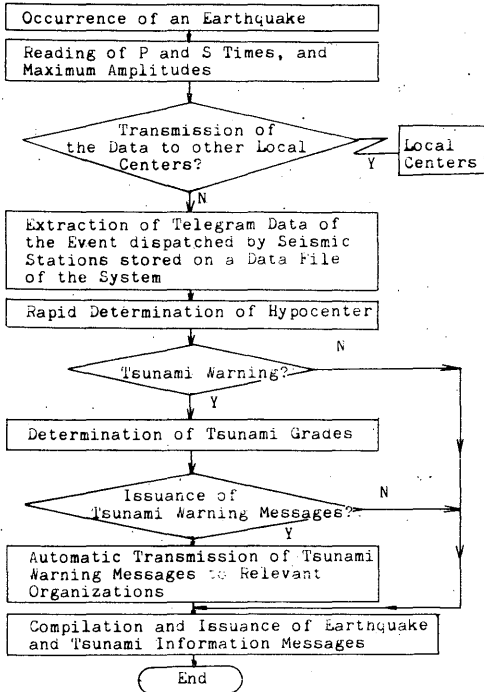 Occurrence of an Earthquake
Reading of P and S Times, and
Maximum Amplitudes
Transmission of
the Data to other Local
Centers?
Y
Local
Centers
N
Extraction of Telegram Data of
the Event dispatched by Seismic
Stations stored on a Data File
of the System
Rapid Determination of Hypocenter
N
Tsunami Warning?
Y
Determination of Tsunami Grades
Issuance of
Tsunami Warning Messages?
N
Y
Automatic Transmission of Tsunami
Warning Messages to Relevant
Organizations
Compilation and Issuance of Earthquake
and Tsunami Information Messages
End